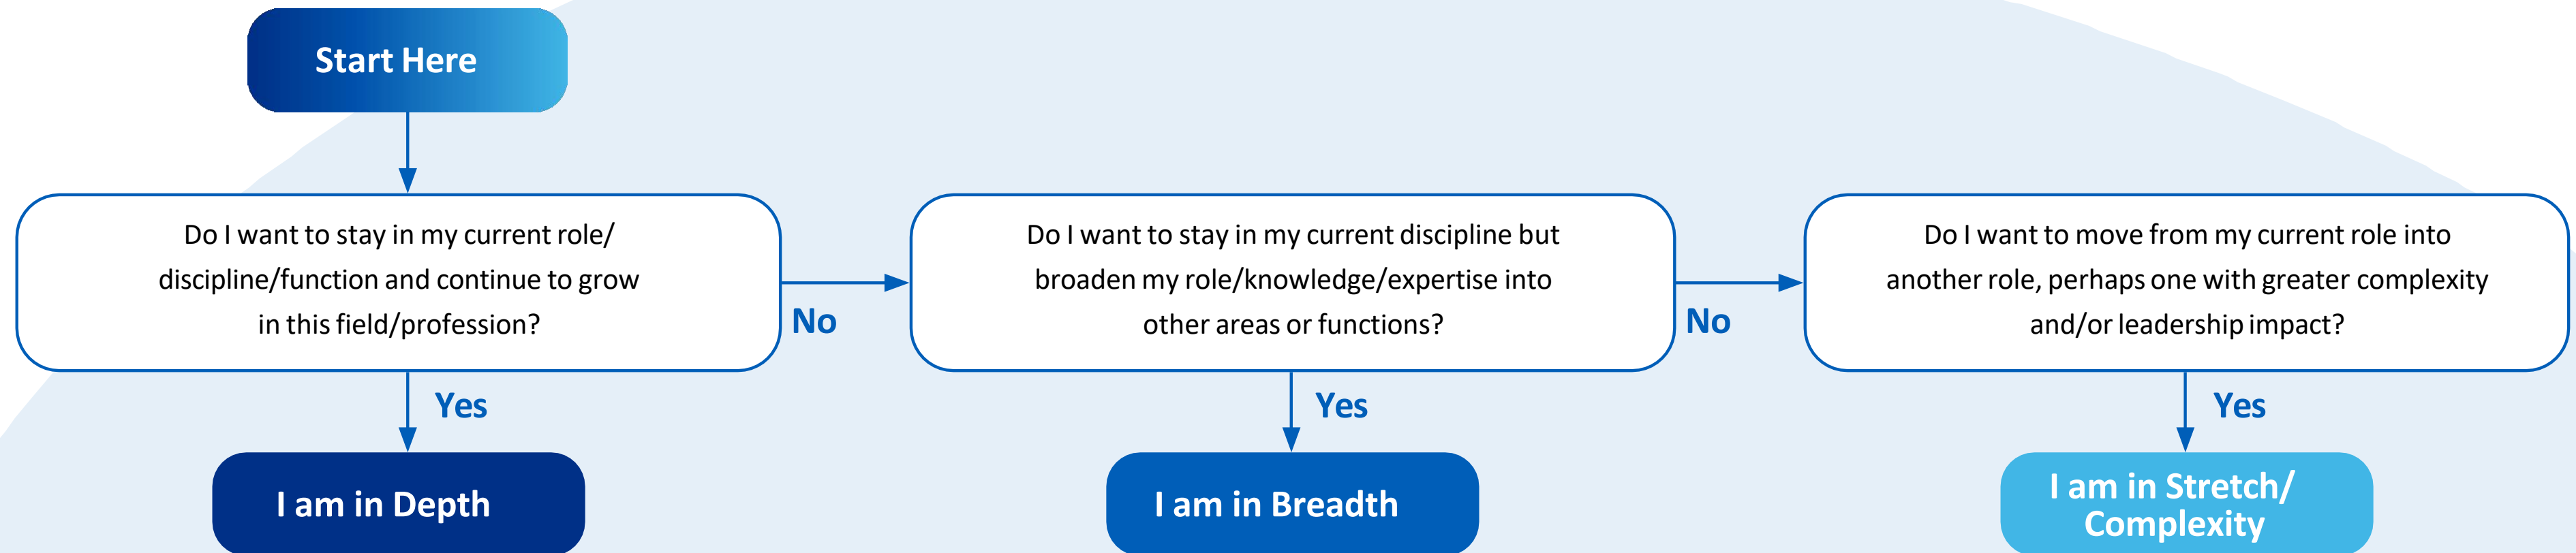 Start Here
Do I want to stay in my current role/
discipline/function and continue to grow
in this field/profession?
No
Do I want to stay in my current discipline but
broaden my role/knowledge/expertise into
other areas or functions?
No
Do I want to move from my current role into
another role, perhaps one with greater complexity
and/or leadership impact?
Yes
Yes
Yes
I am in Depth
I am in Breadth
I am in Stretch/
Complexity